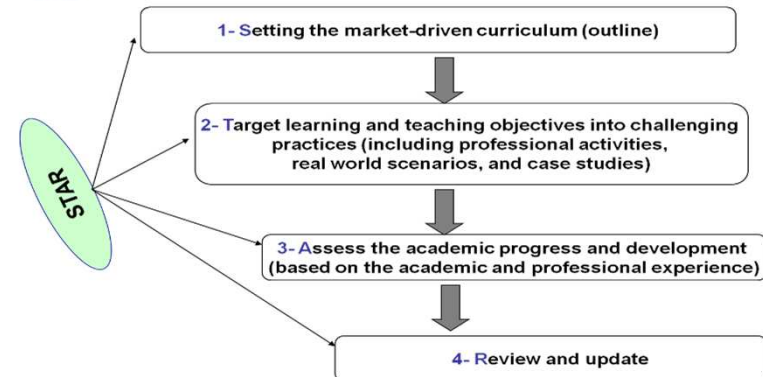 1- Setting the market-driven curriculum (outline)
2- Target learning and teaching objectives into challenging
practices (including professional activities,
real world scenarios, and case studies)
STAR
3- Assess the academic progress and development
(based on the academic and professional experience)
4- Review and update